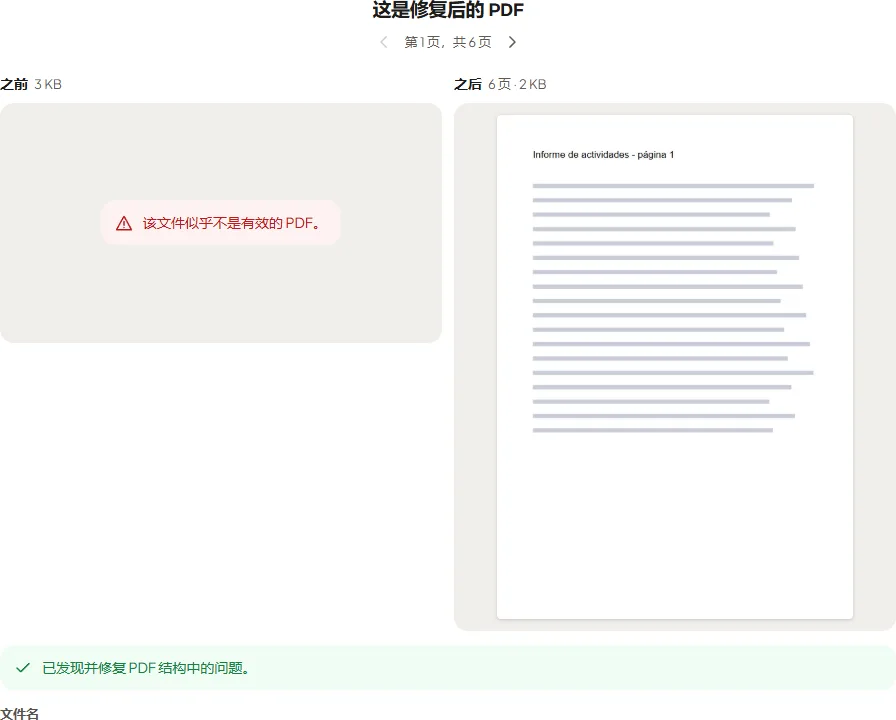 这是修复后的 PDF
第1页, 共6页
之前 3 KB
该文件似乎不是有效的 PDF。
之后 6 页 · 2 KB
Informe de actividades - página 1
已发现并修复 PDF 结构中的问题。
文件名